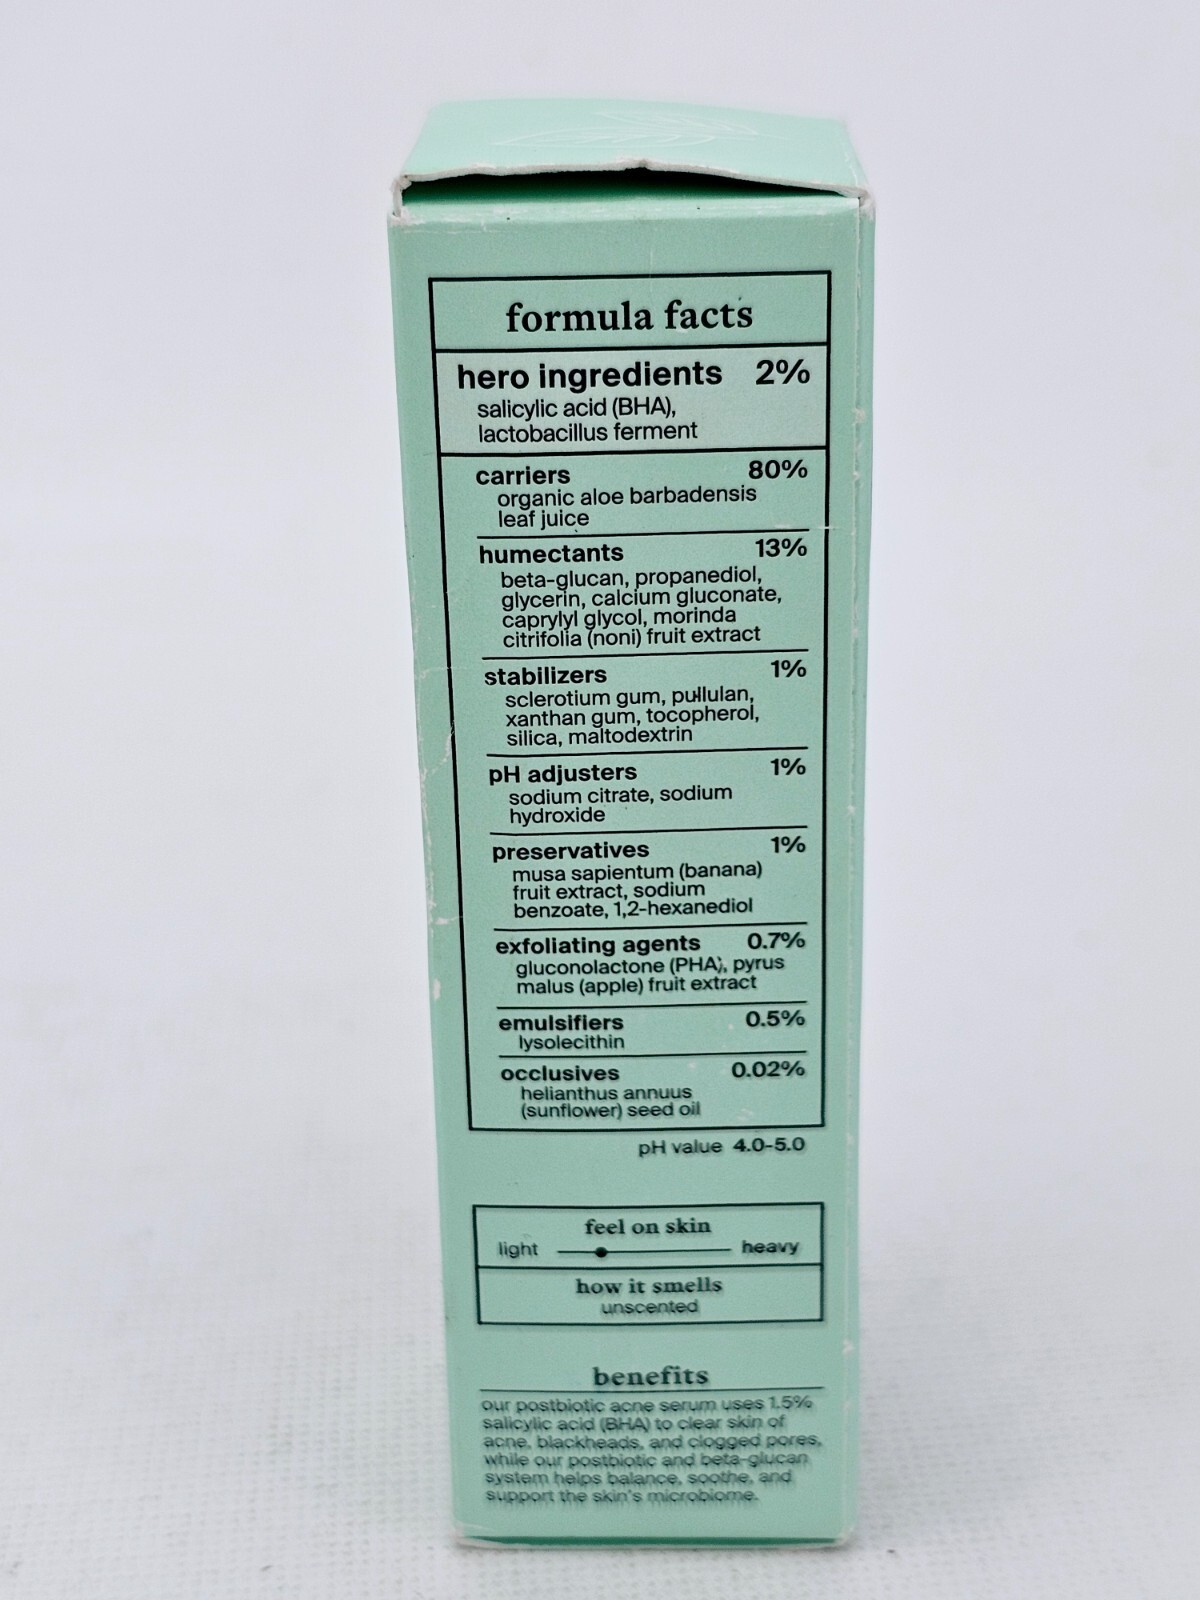 formula facts
hero ingredients 2%
salicylic acid (BHA),
lactobacillus ferment
carriers 80%
organic aloe barbadensis
leaf juice
humectants 13%
beta-glucan, propanediol,
glycerin, calcium gluconate,
caprylyl glycol, morinda
citrifolia (noni) fruit extract
stabilizers 1%
sclerotium gum, pullulan,
xanthan gum, tocopherol,
silica, maltodextrin
pH adjusters 1%
sodium citrate, sodium
hydroxide
preservatives 1%
musa sapientum (banana)
fruit extract, sodium
benzoate, 1,2-hexanediol
exfoliating agents 0.7%
gluconolactone (PHA), pyrus
malus (apple) fruit extract
emulsifiers 0.5%
lysolecithin
occlusives 0.02%
helianthus annuus
(sunflower) seed oil
pH value 4.0-5.0
feel on skin
light heavy
how it smells
unscented
benefits
our postbiotic acne serum uses 1.5%
salicylic acid (BHA) to clear skin of
acne, blackheads, and clogged pores,
while our postbiotic and beta-glucan
system helps balance, soothe, and
support the skin's microbiome.